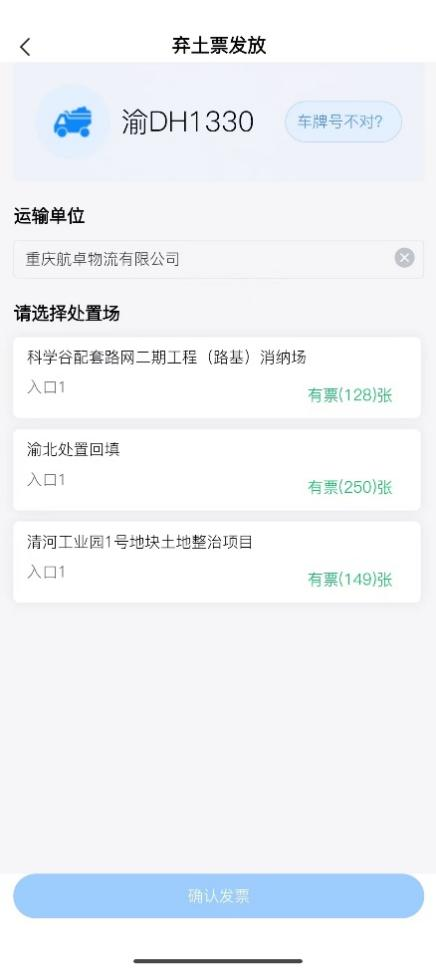 弃土票发放
渝DH1330
车牌号不对？
运输单位
重庆航卓物流有限公司
请选择处置场
科学谷配套路网二期工程（路基）消纳场
入口1
有票(128)张
渝北处置回填
入口1
有票(250)张
清河工业园1号地块土地整治项目
入口1
有票(149)张
确认发票